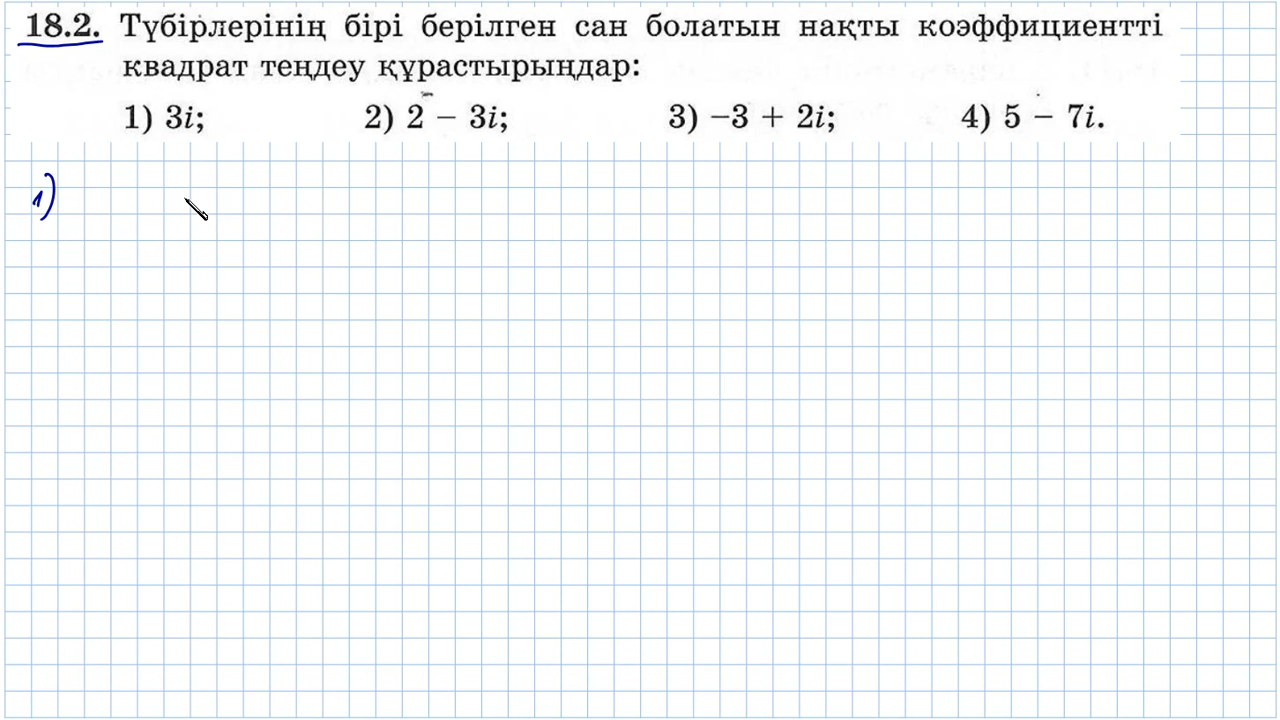 18.2. Түбірлерінің бірі берілген сан болатын нақты коэффициентті
квадрат теңдеу құрастырыңдар:
1) 3i; 2) 2 − 3i; 3) −3 + 2i; 4) 5 − 7i.
1)